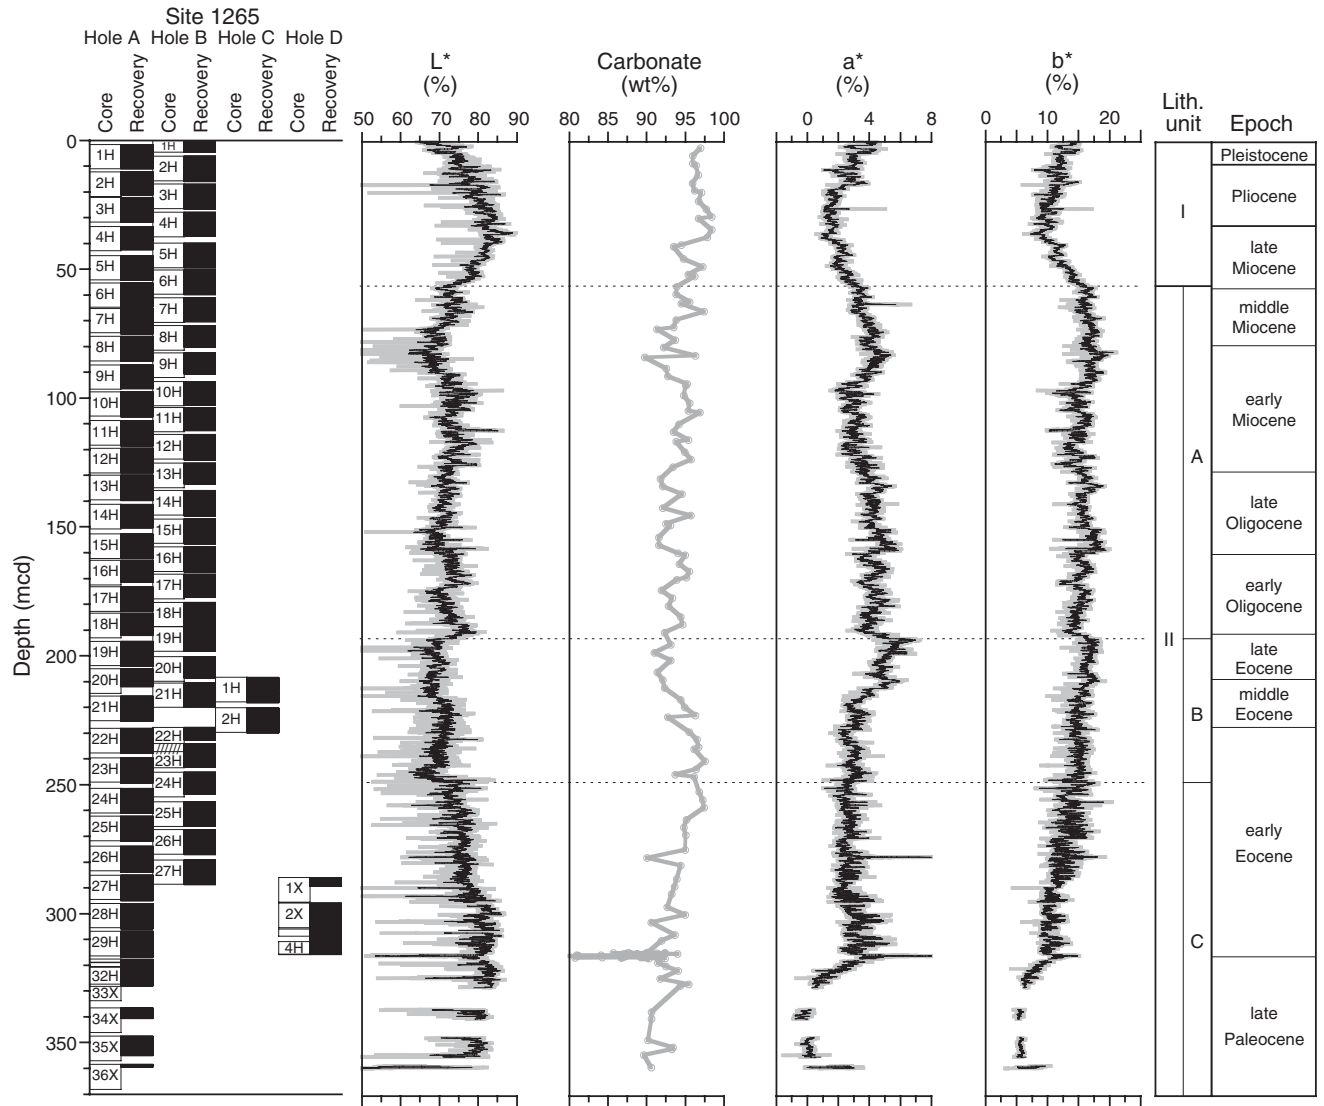 Site 1265
Hole A Hole B Hole C Hole D
Core Recovery Core Recovery Core Recovery Core Recovery
L* (%)
50 60 70 80 90
Carbonate (wt%)
80 85 90 95 100
a* (%)
0 4 8
b* (%)
0 10 20
Lith. unit
Epoch
Depth (mcd)
0
50
100
150
200
250
300
350
1H
2H
3H
4H
5H
6H
7H
8H
9H
10H
11H
12H
13H
14H
15H
16H
17H
18H
19H
20H
21H
22H
23H
24H
25H
26H
27H
28H
29H
32H
33X
34X
35X
36X
1H
2H
3H
4H
5H
6H
7H
8H
9H
10H
11H
12H
13H
14H
15H
16H
17H
18H
19H
20H
21H
22H
23H
24H
25H
26H
27H
1H
2H
1X
2X
4H
I
II
A
B
C
Pleistocene
Pliocene
late
Miocene
middle
Miocene
early
Miocene
late
Oligocene
early
Oligocene
late
Eocene
middle
Eocene
early
Eocene
late
Paleocene